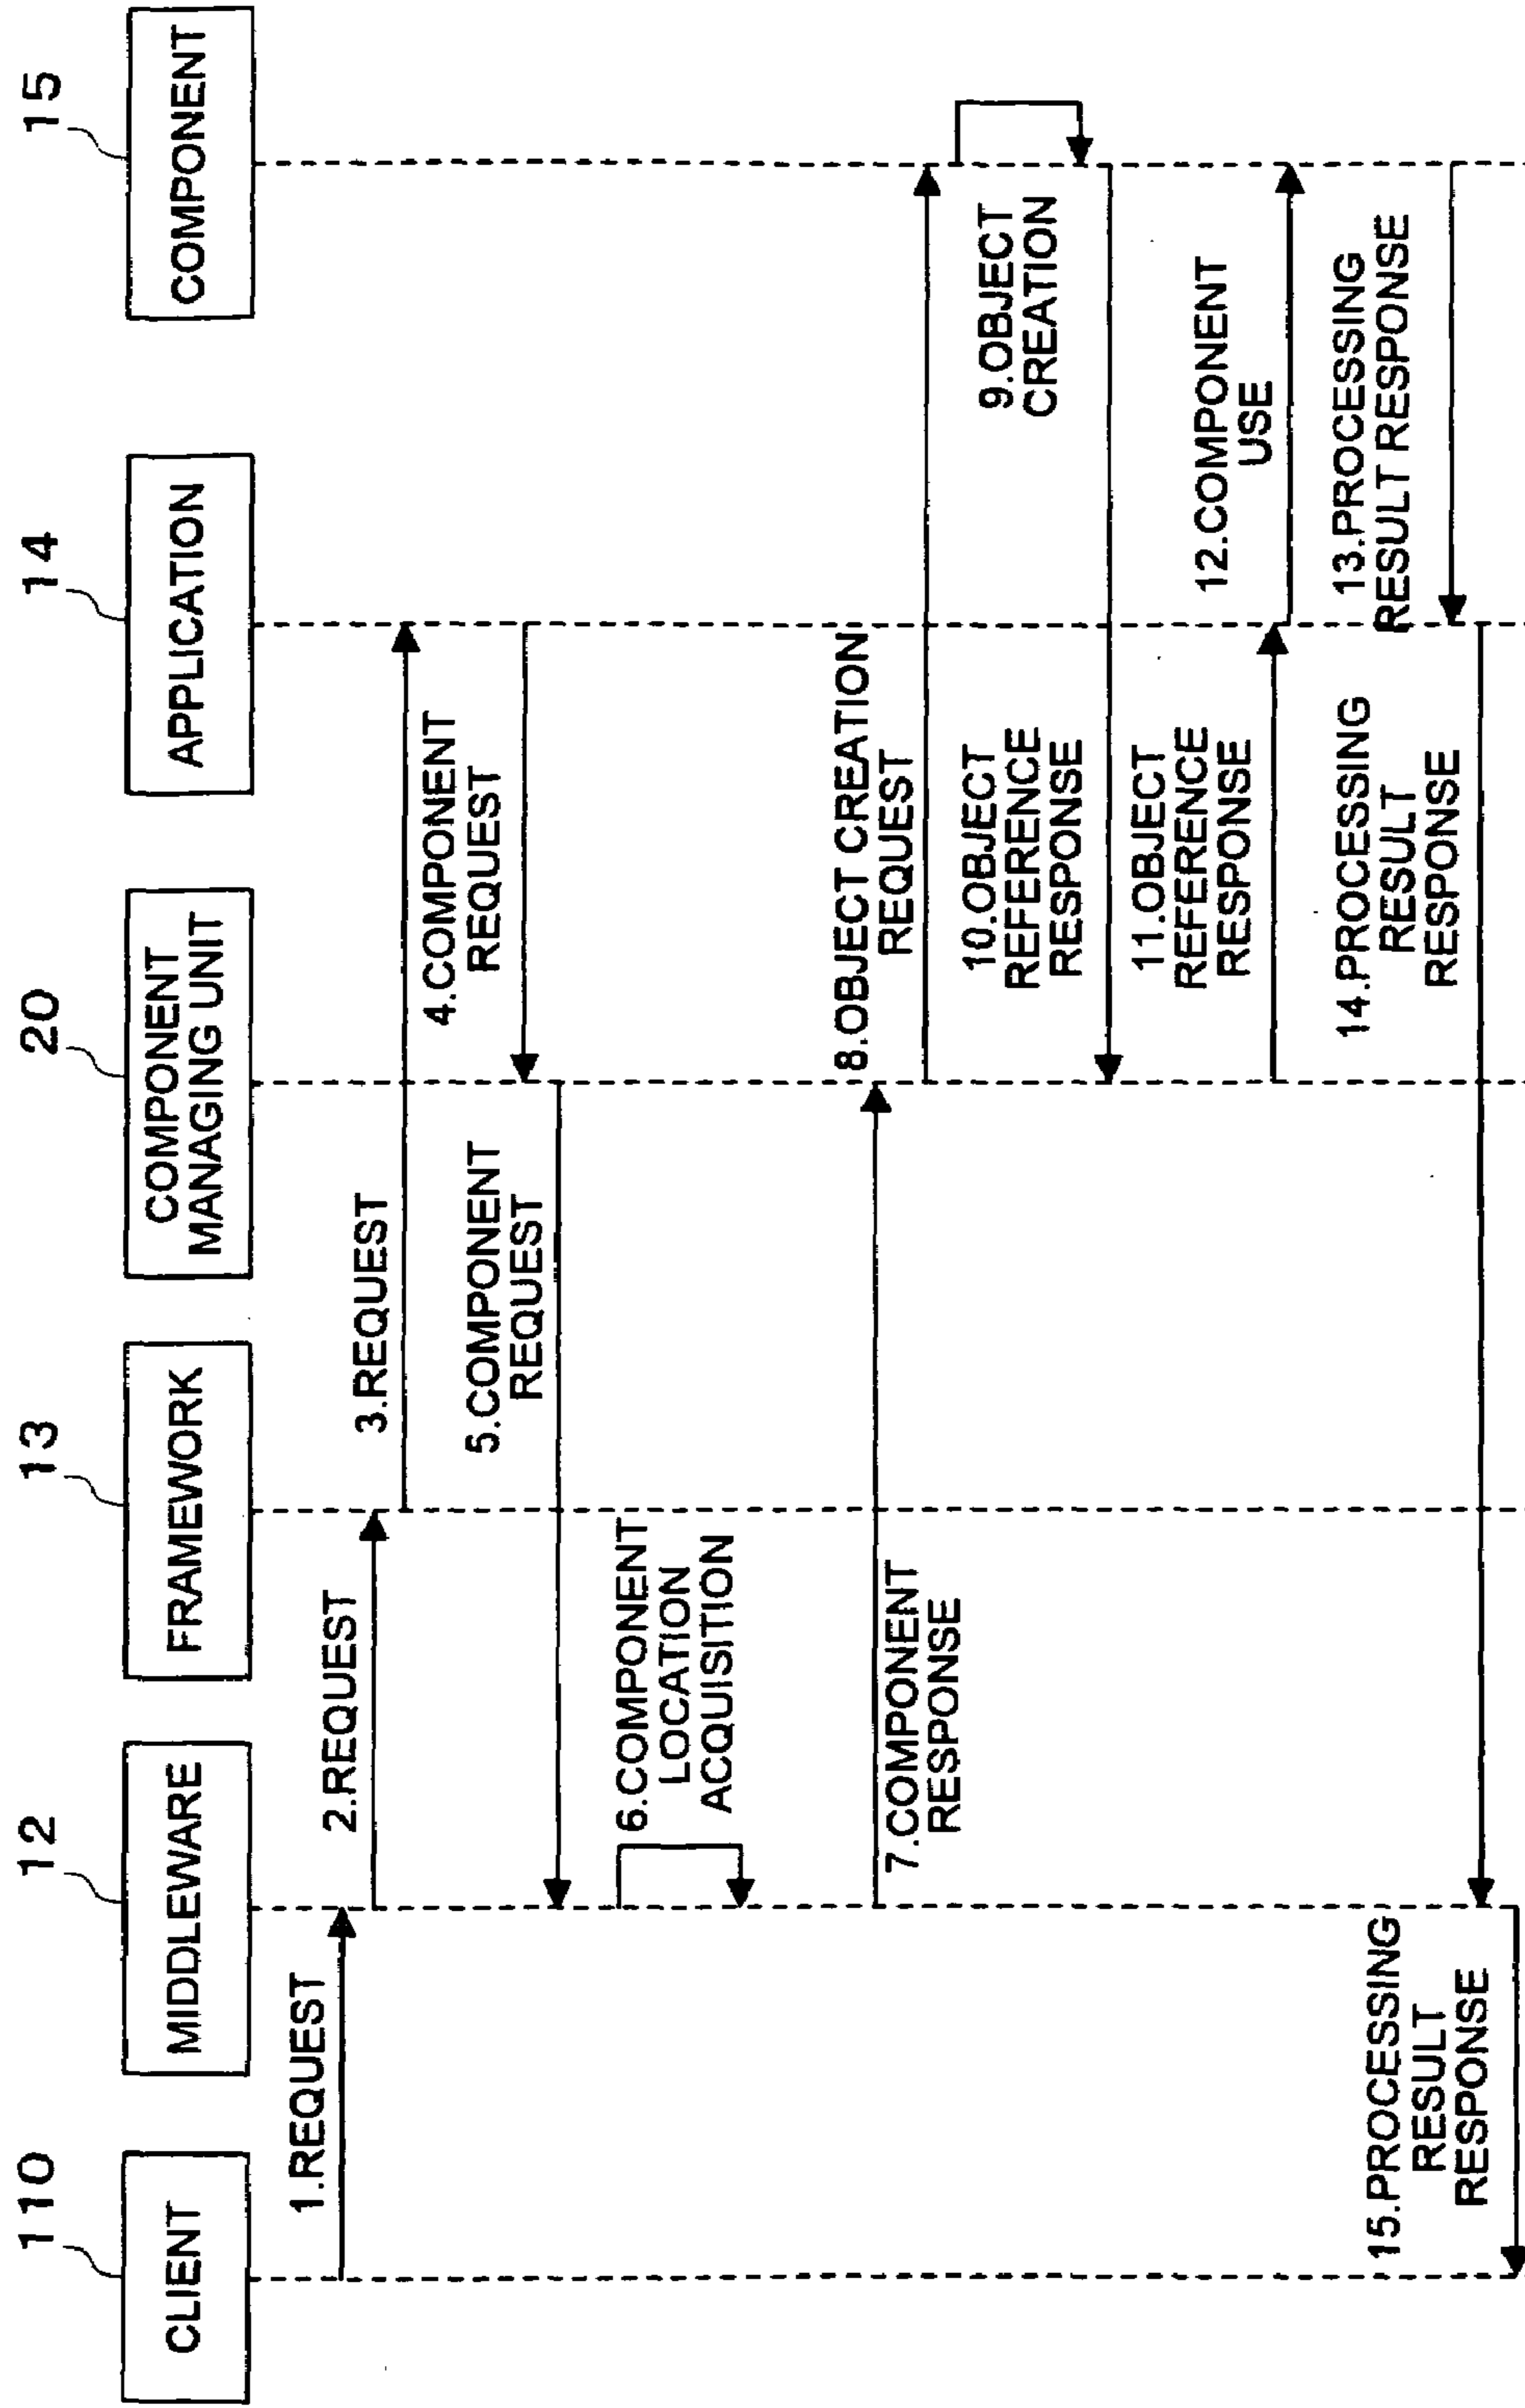 110
12
13
20
14
15
CLIENT
MIDDLEWARE
FRAMEWORK
COMPONENT
MANAGING UNIT
APPLICATION
COMPONENT
1.REQUEST
2.REQUEST
3.REQUEST
4.COMPONENT
REQUEST
5.COMPONENT
REQUEST
6.COMPONENT
LOCATION
ACQUISITION
7.COMPONENT
RESPONSE
8.OBJECT CREATION
REQUEST
9.OBJECT
CREATION
10.OBJECT
REFERENCE
RESPONSE
11.OBJECT
REFERENCE
RESPONSE
12.COMPONENT
USE
13.PROCESSING
RESULT RESPONSE
14.PROCESSING
RESULT
RESPONSE
15.PROCESSING
RESULT
RESPONSE